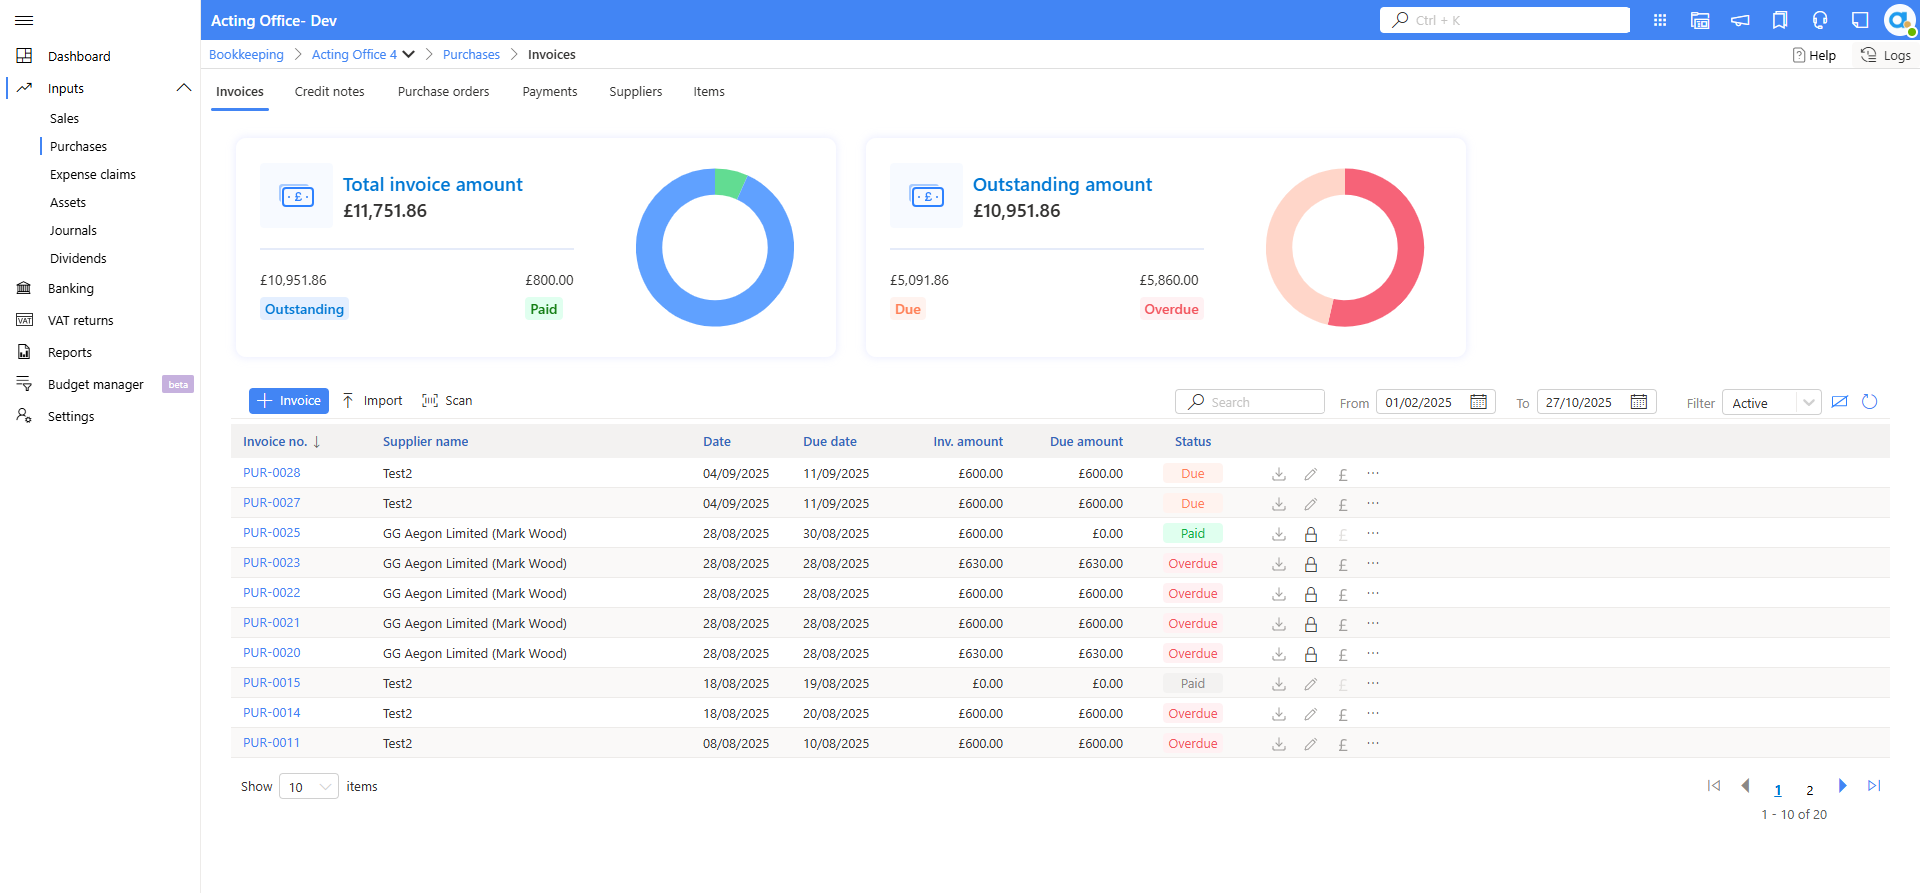 Acting Office- Dev
Ctrl + K
Dashboard
Inputs
Sales
Purchases
Expense claims
Assets
Journals
Dividends
Banking
VAT
VAT returns
Reports
Budget manager beta
Settings
Bookkeeping Acting Office 4 Purchases Invoices
Help Logs
Invoices Credit notes Purchase orders Payments Suppliers Items
Total invoice amount
£11,751.86
£10,951.86 £800.00
Outstanding Paid
Outstanding amount
£10,951.86
£5,091.86 £5,860.00
Due Overdue
Invoice Import Scan Search From 01/02/2025 To 27/10/2025 Filter Active
Invoice no. ↓ Supplier name Date Due date Inv. amount Due amount Status
PUR-0028 Test2 04/09/2025 11/09/2025 £600.00 £600.00 Due £ ...
PUR-0027 Test2 04/09/2025 11/09/2025 £600.00 £600.00 Due £ ...
PUR-0025 GG Aegon Limited (Mark Wood) 28/08/2025 30/08/2025 £600.00 £0.00 Paid £ ...
PUR-0023 GG Aegon Limited (Mark Wood) 28/08/2025 28/08/2025 £630.00 £630.00 Overdue £ ...
PUR-0022 GG Aegon Limited (Mark Wood) 28/08/2025 28/08/2025 £600.00 £600.00 Overdue £ ...
PUR-0021 GG Aegon Limited (Mark Wood) 28/08/2025 28/08/2025 £600.00 £600.00 Overdue £ ...
PUR-0020 GG Aegon Limited (Mark Wood) 28/08/2025 28/08/2025 £630.00 £630.00 Overdue £ ...
PUR-0015 Test2 18/08/2025 19/08/2025 £0.00 £0.00 Paid £ ...
PUR-0014 Test2 18/08/2025 20/08/2025 £600.00 £600.00 Overdue £ ...
PUR-0011 Test2 08/08/2025 10/08/2025 £600.00 £600.00 Overdue £ ...
Show 10 items
1 2
1 - 10 of 20